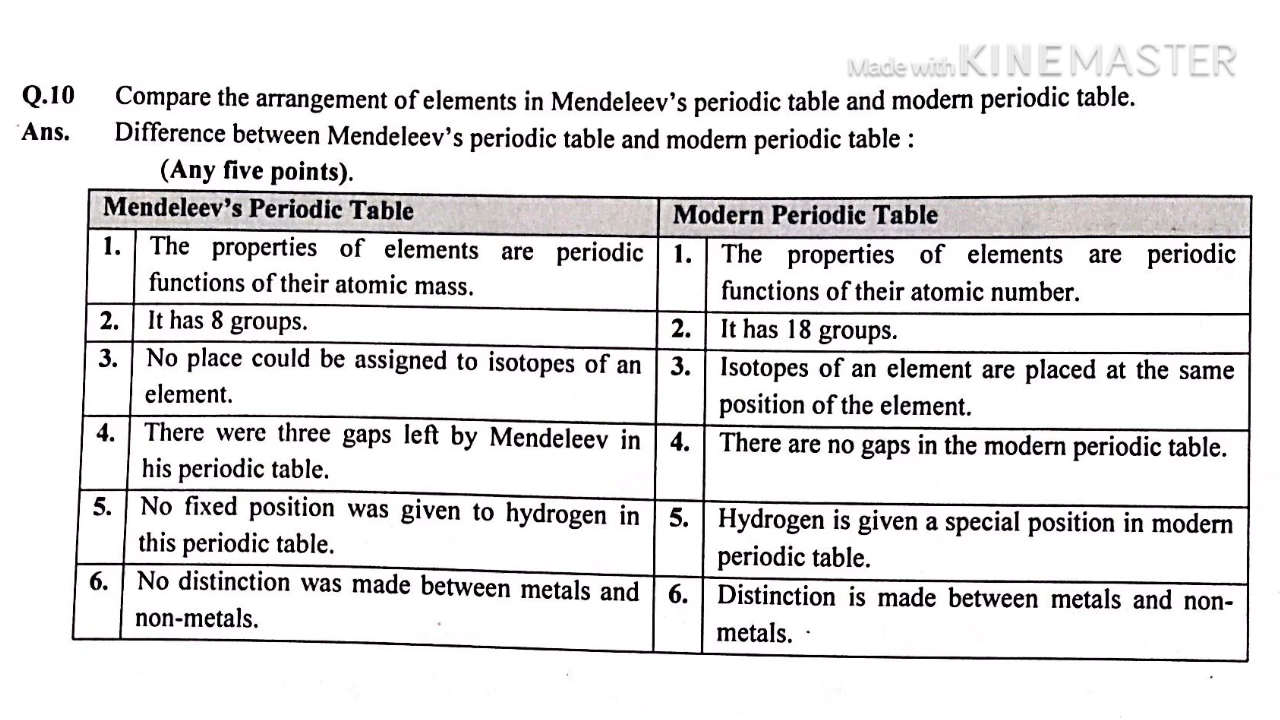 Made with KINEMASTER
Q.10 Compare the arrangement of elements in Mendeleev's periodic table and modern periodic table.
Ans. Difference between Mendeleev's periodic table and modern periodic table :
(Any five points).
Mendeleev's Periodic Table
Modern Periodic Table
1. The properties of elements are periodic
functions of their atomic mass.
1. The properties of elements are periodic
functions of their atomic number.
2. It has 8 groups.
2. It has 18 groups.
3. No place could be assigned to isotopes of an
element.
3. Isotopes of an element are placed at the same
position of the element.
4. There were three gaps left by Mendeleev in
his periodic table.
4. There are no gaps in the modern periodic table.
5. No fixed position was given to hydrogen in
this periodic table.
5. Hydrogen is given a special position in modern
periodic table.
6. No distinction was made between metals and
non-metals.
6. Distinction is made between metals and non-
metals.